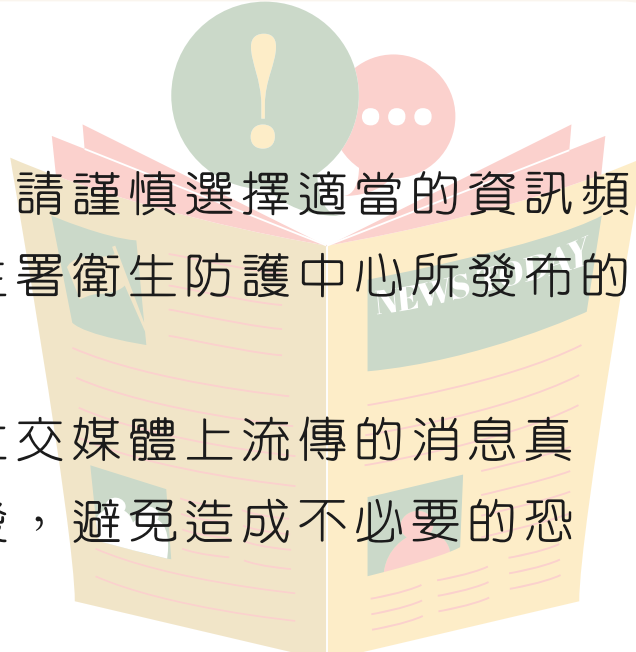 請謹慎選擇適當的資訊頻
署衛生防護中心所發布的
NEWS TODAY
交媒體上流傳的消息真
，避免造成不必要的恐